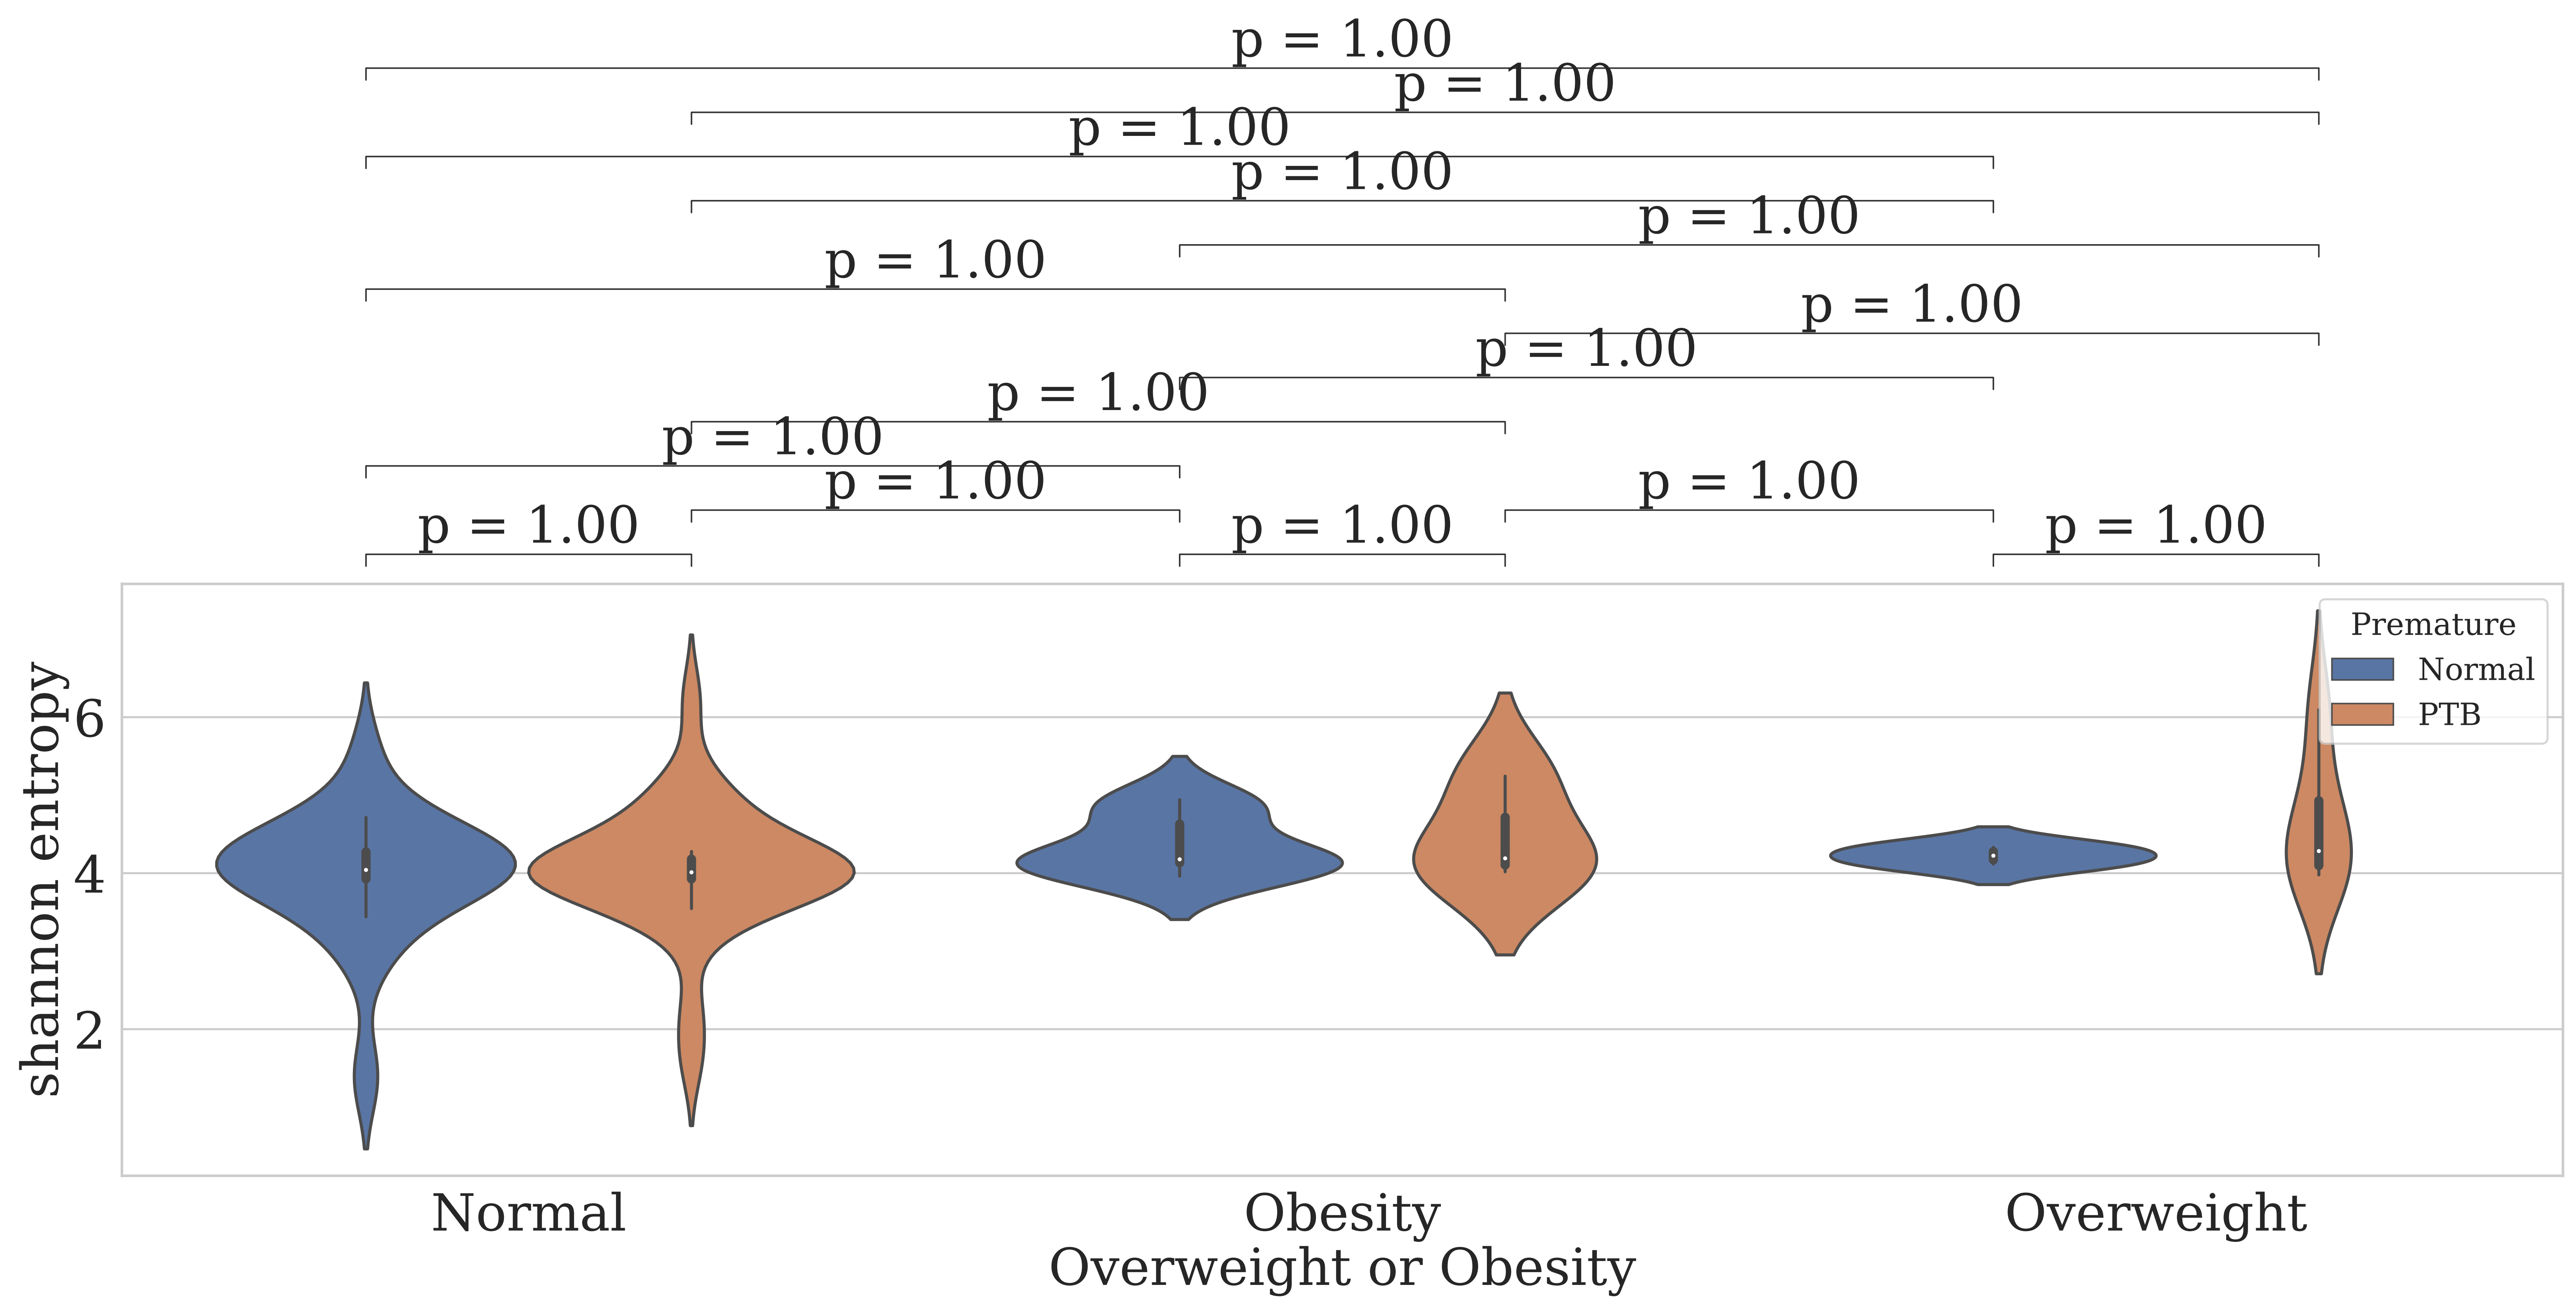 p = 1.00
p = 1.00
p = 1.00
p = 1.00
p = 1.00
p = 1.00
p = 1.00
p = 1.00
p = 1.00
p = 1.00
p = 1.00 p = 1.00
p = 1.00 p = 1.00 p = 1.00
Premature
Normal
PTB
shannon entropy
6
4
2
Normal Obesity Overweight
Overweight or Obesity